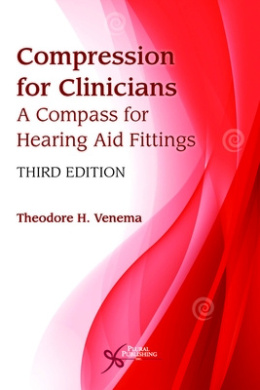 Compression
for Clinicians
A Compass for
Hearing Aid Fittings
THIRD EDITION
Theodore H. Venema
PLURAL
PUBLISHING